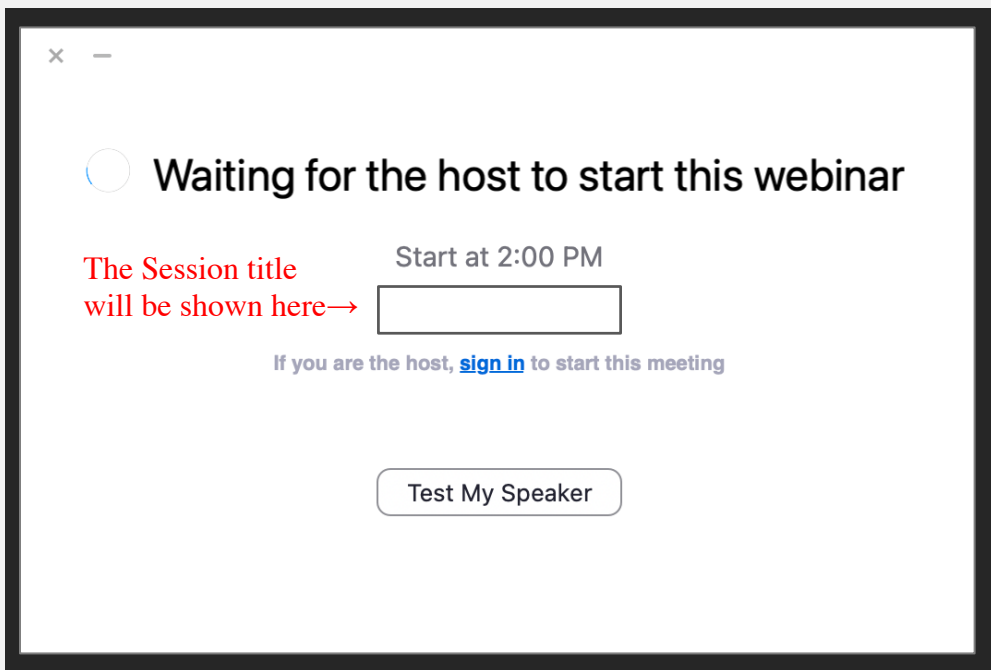 Waiting for the host to start this webinar
Start at 2:00 PM
The Session title
will be shown here→
If you are the host, sign in to start this meeting
Test My Speaker